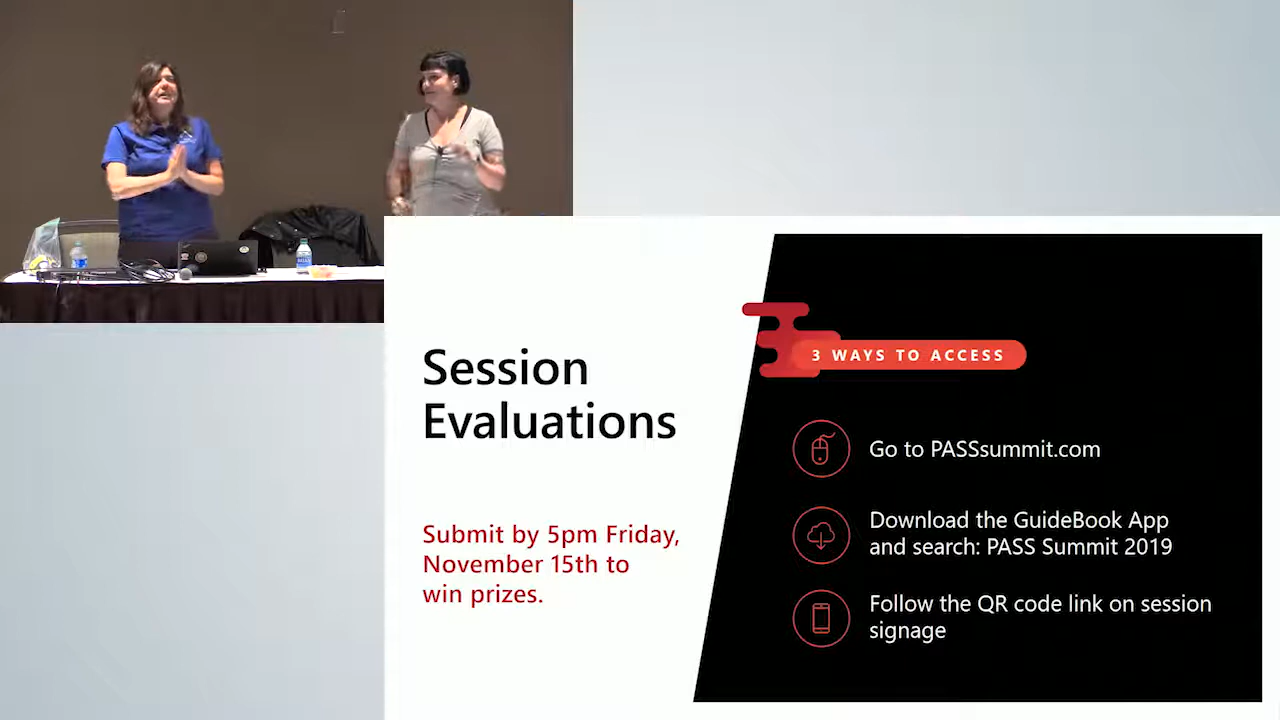 Session
Evaluations
Submit by 5pm Friday,
November 15th to
win prizes.
3 WAYS TO ACCESS
Go to PASSsummit.com
Download the GuideBook App
and search: PASS Summit 2019
Follow the QR code link on session
signage